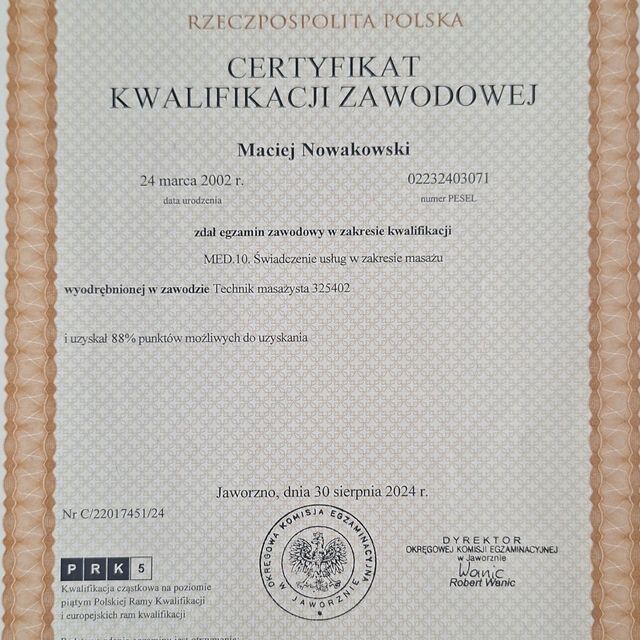 RZECZPOSPOLITA POLSKA
CERTYFIKAT
KWALIFIKACJI ZAWODOWEJ
Maciej Nowakowski
24 marca 2002 r.
02232403071
data urodzenia
numer PESEL
zdał egzamin zawodowy w zakresie kwalifikacji
MED.10. Świadczenie usług w zakresie masażu
wyodrębnionej w zawodzie Technik masażysta 325402
i uzyskał 88% punktów możliwych do uzyskania
Jaworzno, dnia 30 sierpnia 2024 r.
Nr C/22017451/24
OKRĘGOWA KOMISJA EGZAMINACYJNA
W JAWORZNIE
DYREKTOR
OKRĘGOWEJ KOMISJI EGZAMINACYJNEJ
w Jaworznie
Wanic
Robert Wanic
PRK 5
Kwalifikacja cząstkowa na poziomie
piątym Polskiej Ramy Kwalifikacji
i europejskich ram kwalifikacji